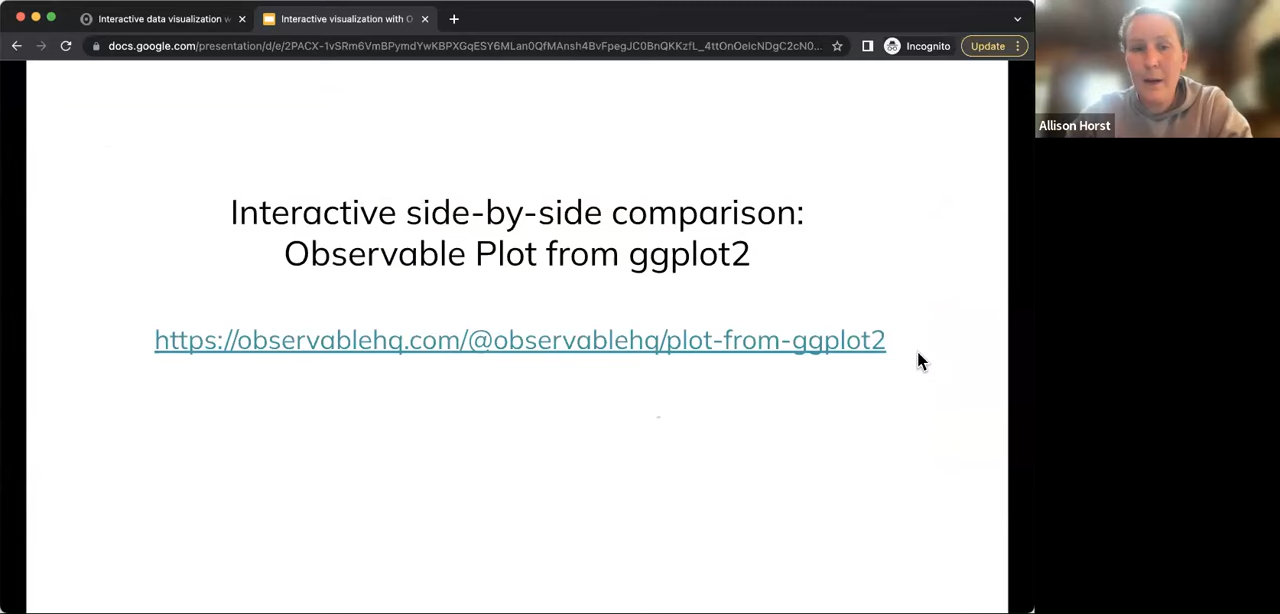 Interactive data visualization w
Interactive visualization with O
docs.google.com/presentation/d/e/2PACX-1vSRm6VmBPymdYwKBPXGqESY6MLan0QfMAnsh4BvFpegJC0BnQKKzfL_4ttOnOelcNDgC2cN0...
Incognito
Update
Allison Horst
Interactive side-by-side comparison:
Observable Plot from ggplot2
https://observablehq.com/@observablehq/plot-from-ggplot2